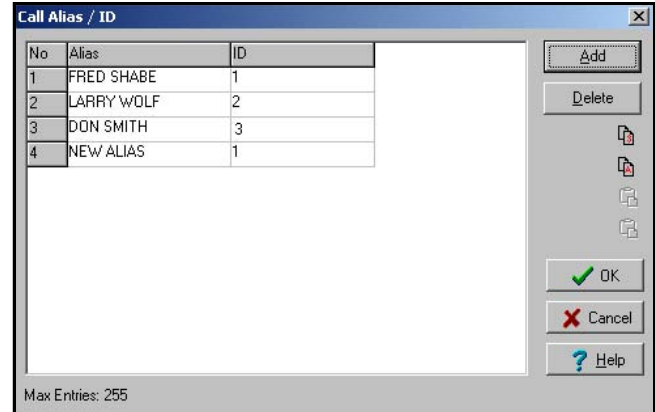 Call Alias / ID
No Alias ID
1 FRED SHABE 1
2 LARRY WOLF 2
3 DON SMITH 3
4 NEW ALIAS 1
Add
Delete
OK
Cancel
Help
Max Entries: 255